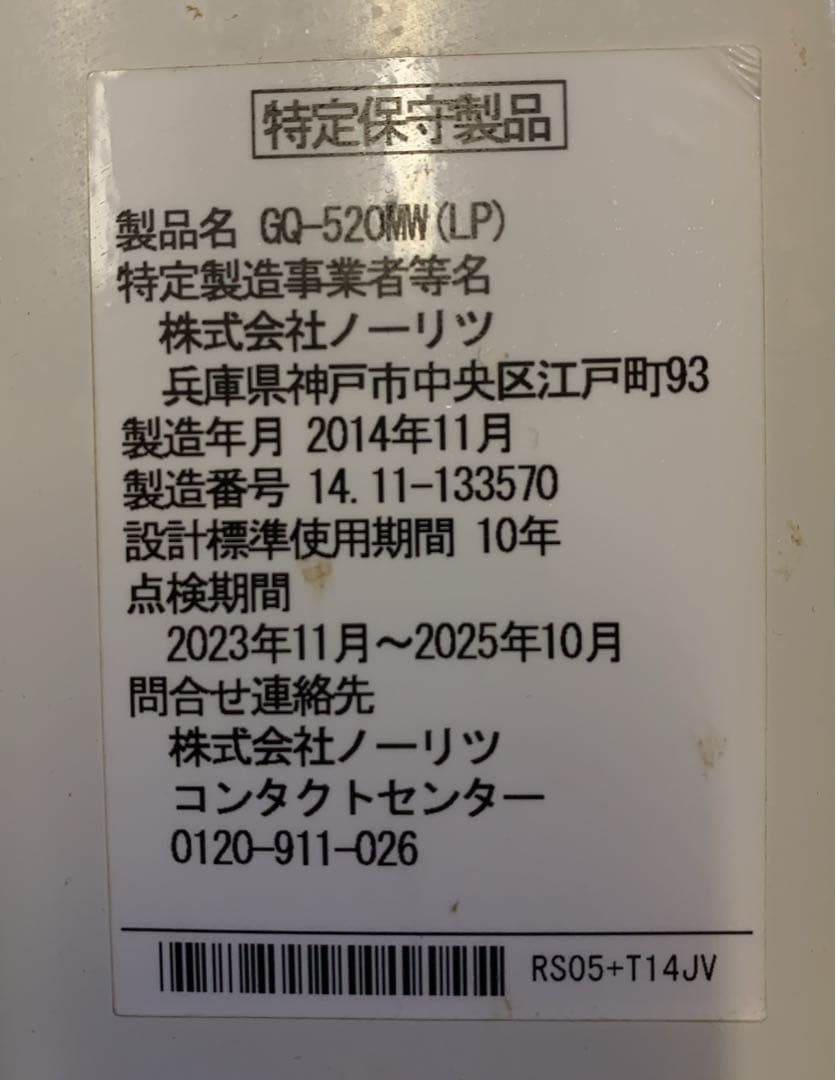 特定保守製品
製品名 GQ-520MW(LP)
特定製造事業者等名
株式会社ノーリツ
兵庫県神戸市中央区江戸町93
製造年月 2014年11月
製造番号 14.11-133570
設計標準使用期間 10年
点検期間
2023年11月～2025年10月
問合せ連絡先
株式会社ノーリツ
コンタクトセンター
0120-911-026
RS05+T14JV